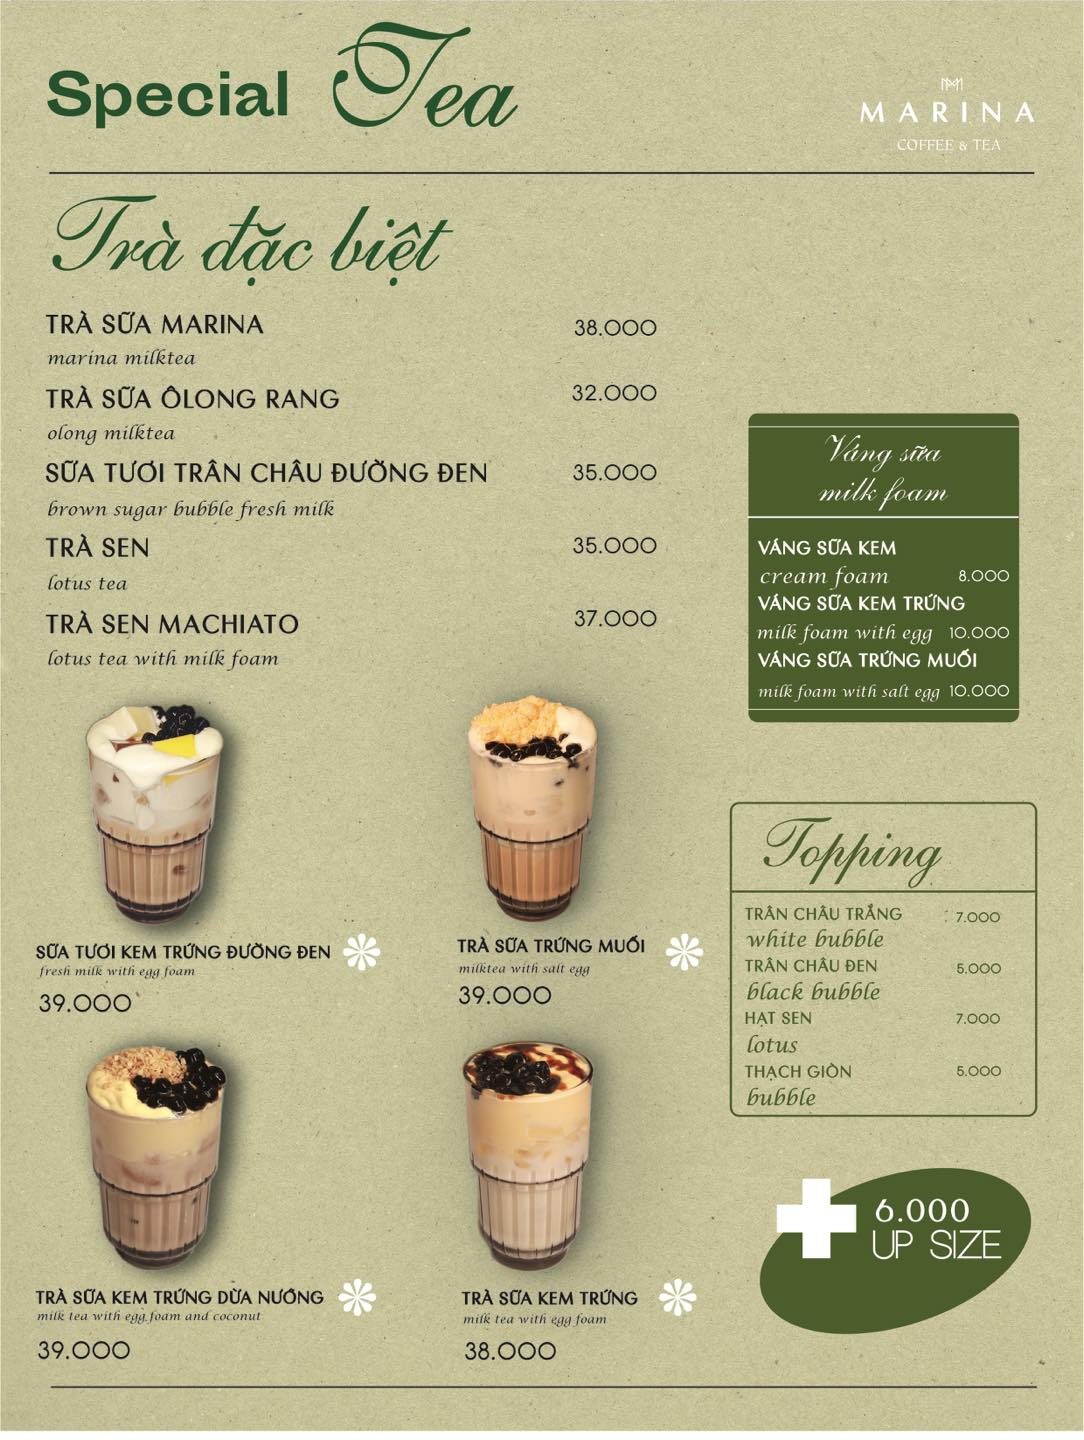 Special Tea
MARINA
COFFEE & TEA
Trà đặc biệt
TRÀ SỮA MARINA 38.000
marina milktea
TRÀ SỮA ÔLONG RANG 32.000
olong milktea
SỮA TƯƠI TRÂN CHÂU ĐƯỜNG ĐEN 35.000
brown sugar bubble fresh milk
TRÀ SEN 35.000
lotus tea
TRÀ SEN MACHIATO 37.000
lotus tea with milk foam
Váng sữa
milk foam
VÁNG SỮA KEM
cream foam 8.000
VÁNG SỮA KEM TRỨNG
milk foam with egg 10.000
VÁNG SỮA TRỨNG MUỐI
milk foam with salt egg 10.000
SỮA TƯƠI KEM TRỨNG ĐƯỜNG ĐEN
fresh milk with egg foam
39.000
TRÀ SỮA TRỨNG MUỐI
milktea with salt egg
39.000
Topping
TRÂN CHÂU TRẮNG : 7.000
white bubble
TRÂN CHÂU ĐEN 5.000
black bubble
HẠT SEN 7.000
lotus
THẠCH GIÒN 5.000
bubble
TRÀ SỮA KEM TRỨNG DỪA NƯỚNG
milk tea with egg foam and coconut
39.000
TRÀ SỮA KEM TRỨNG
milk tea with egg foam
38.000
6.000
UP SIZE